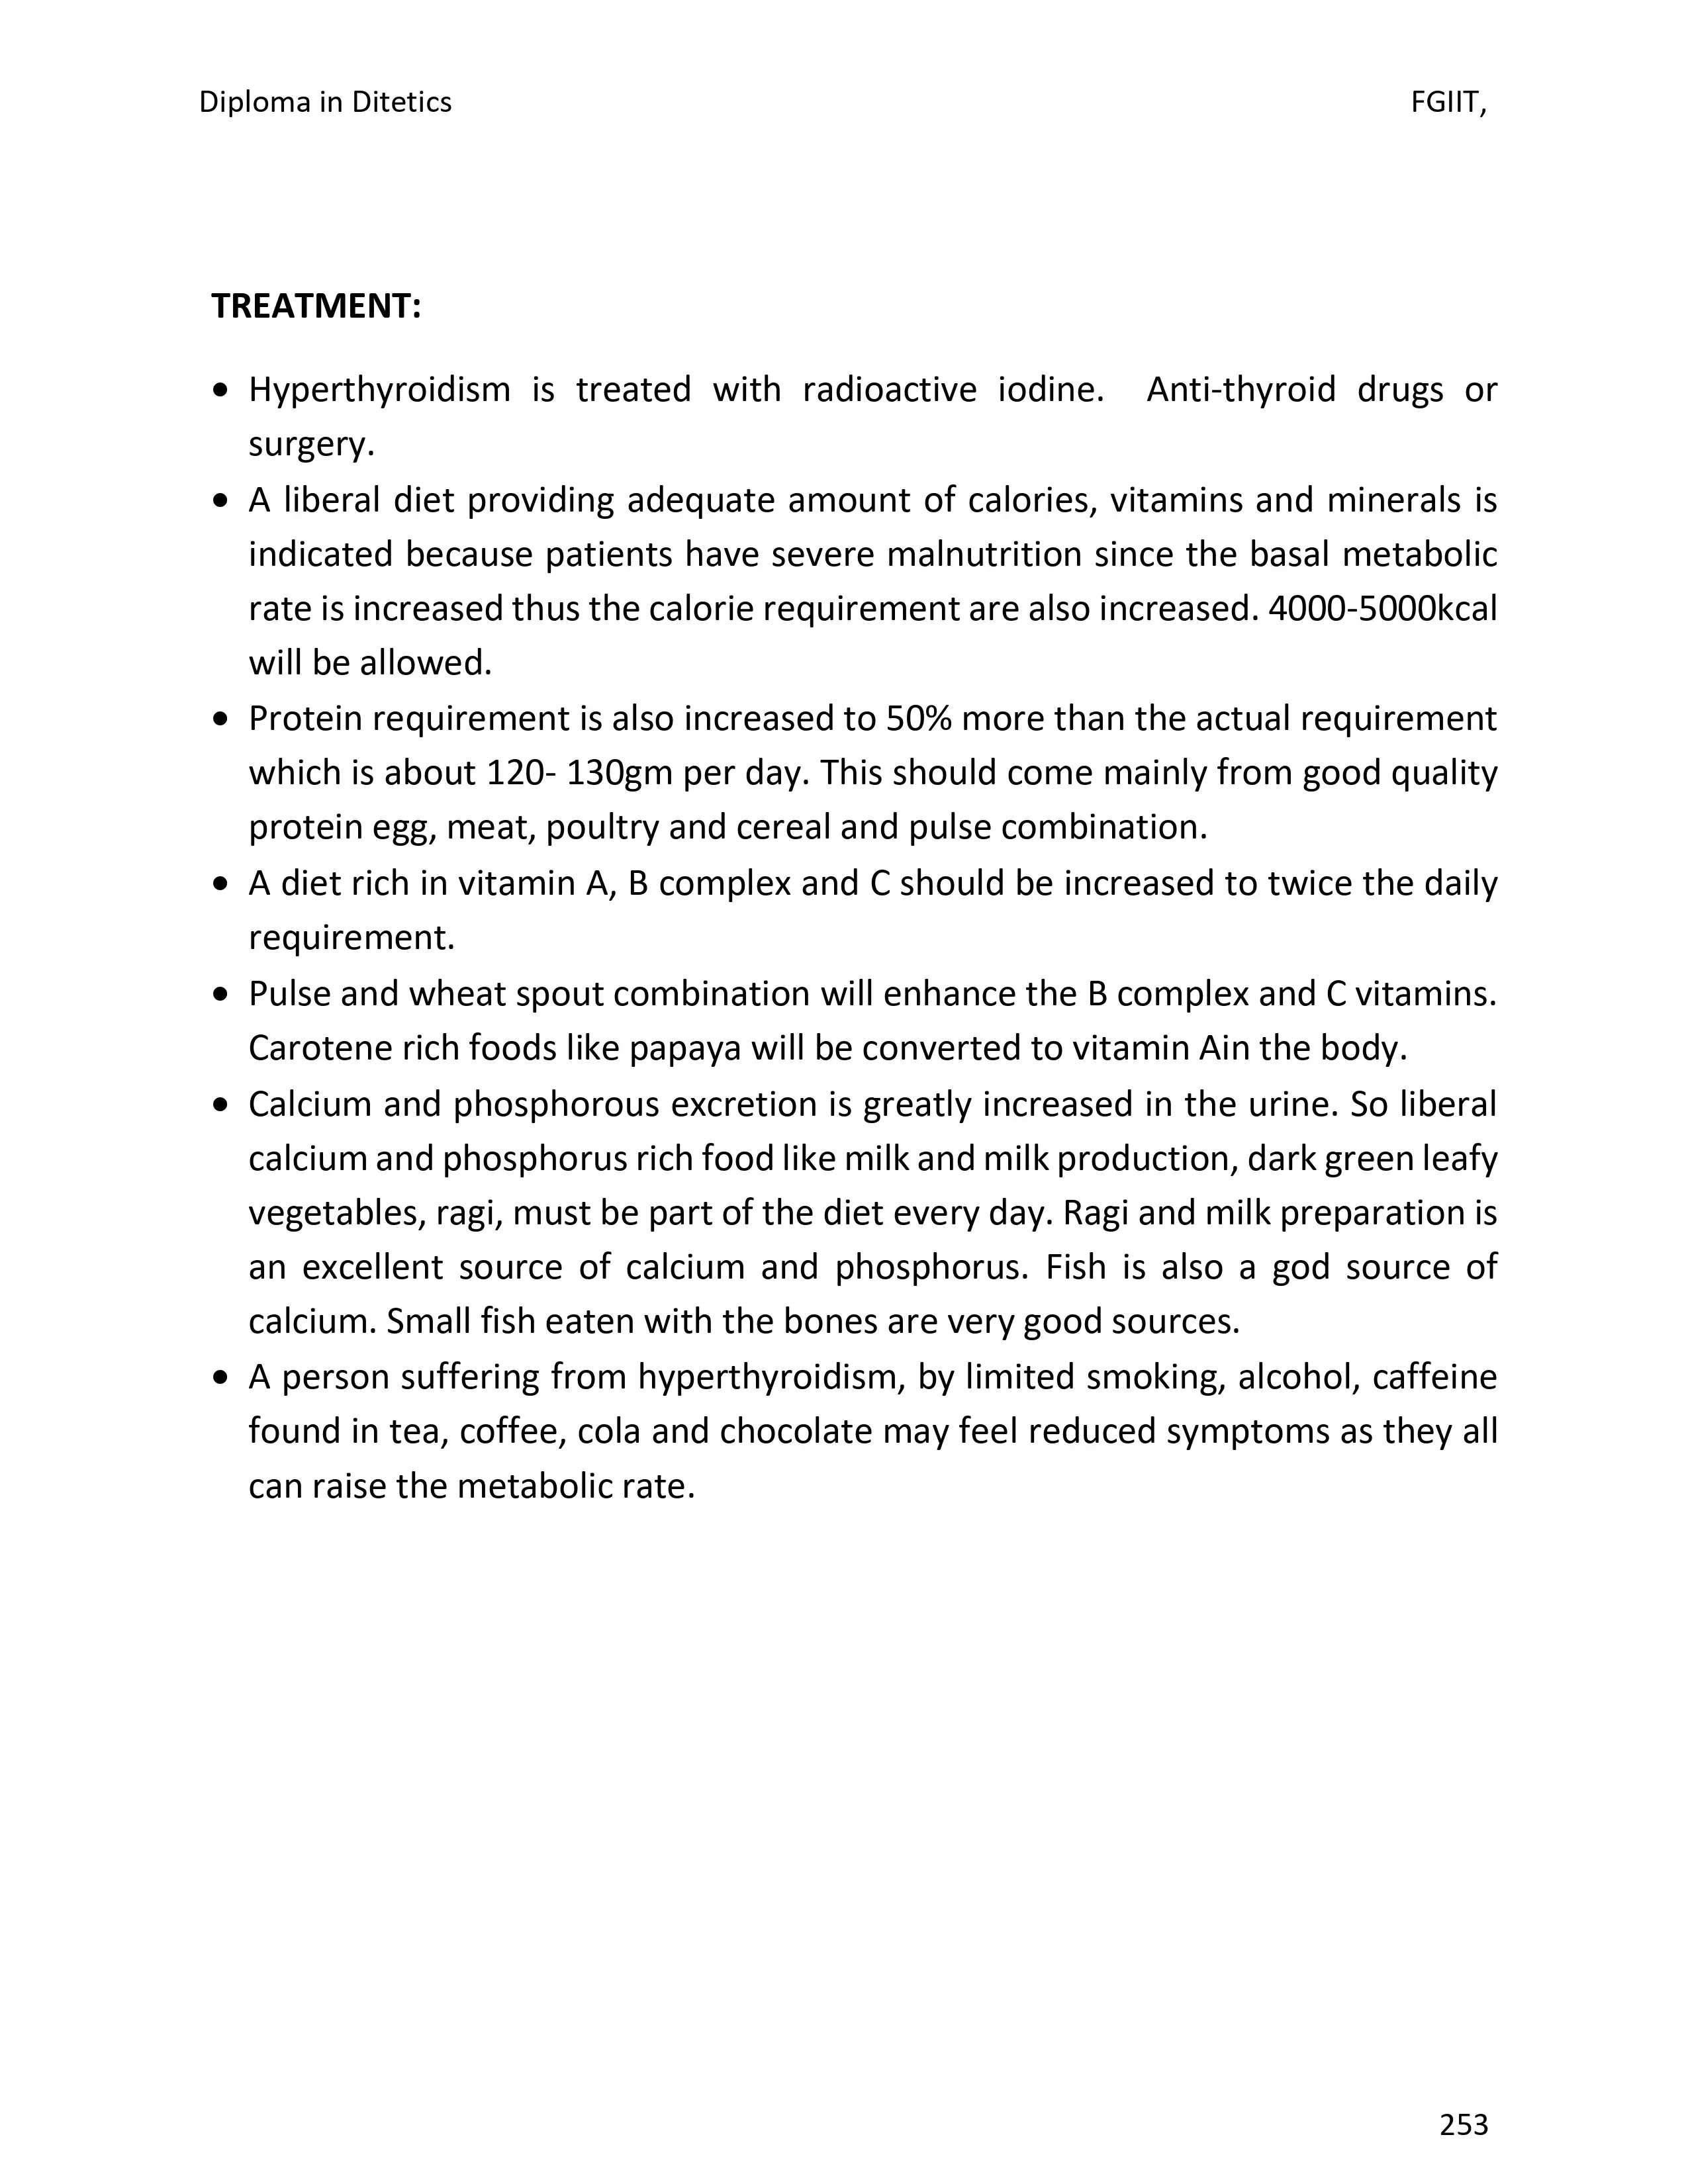 Diploma in Ditetics FGIIT,
TREATMENT:
• Hyperthyroidism is treated with radioactive iodine. Anti-thyroid drugs or
surgery.
• A liberal diet providing adequate amount of calories, vitamins and minerals is
indicated because patients have severe malnutrition since the basal metabolic
rate is increased thus the calorie requirement are also increased. 4000-5000kcal
will be allowed.
• Protein requirement is also increased to 50% more than the actual requirement
which is about 120- 130gm per day. This should come mainly from good quality
protein egg, meat, poultry and cereal and pulse combination.
• A diet rich in vitamin A, B complex and C should be increased to twice the daily
requirement.
• Pulse and wheat spout combination will enhance the B complex and C vitamins.
Carotene rich foods like papaya will be converted to vitamin Ain the body.
• Calcium and phosphorous excretion is greatly increased in the urine. So liberal
calcium and phosphorus rich food like milk and milk production, dark green leafy
vegetables, ragi, must be part of the diet every day. Ragi and milk preparation is
an excellent source of calcium and phosphorus. Fish is also a god source of
calcium. Small fish eaten with the bones are very good sources.
• A person suffering from hyperthyroidism, by limited smoking, alcohol, caffeine
found in tea, coffee, cola and chocolate may feel reduced symptoms as they all
can raise the metabolic rate.
253